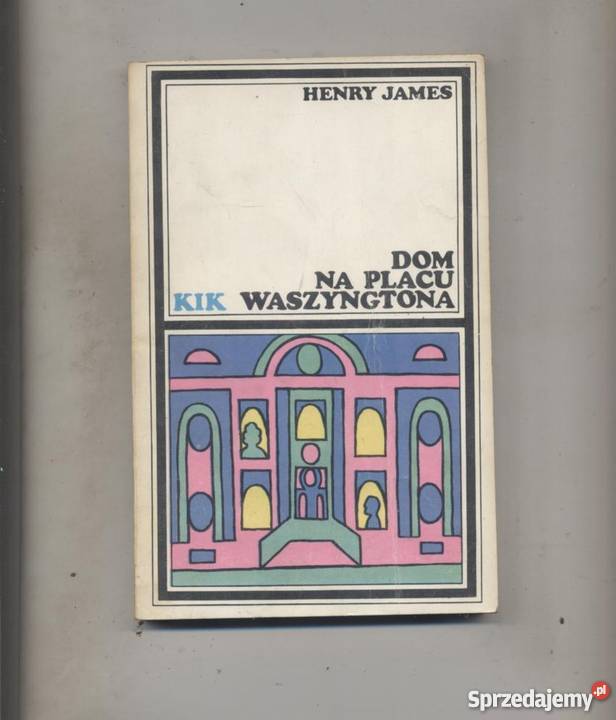 HENRY JAMES
DOM
NA PLACU
KIK WASZYNGTONA
Sprzedajemy.pl